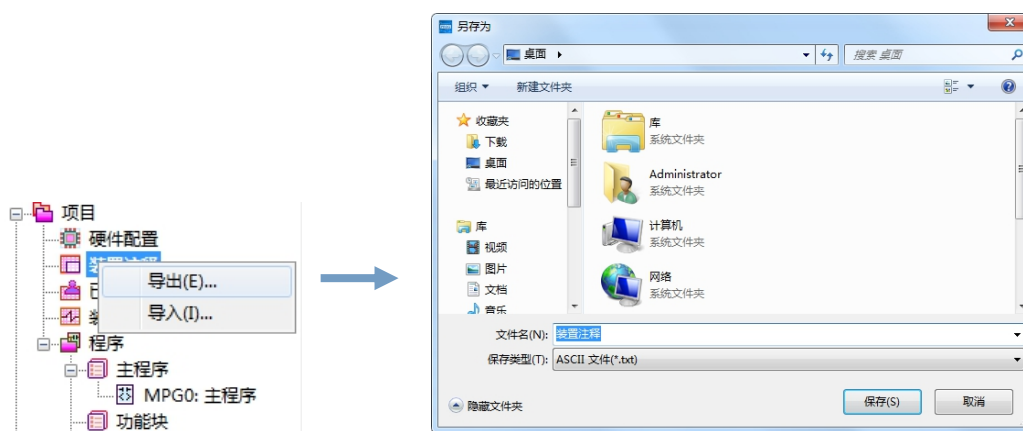 项目
硬件配置
导出(E)...
导入(I)...
程序
主程序
MPG0: 主程序
功能块
另存为
桌面
搜索 桌面
组织
新建文件夹
收藏夹
下载
桌面
最近访问的位置
库
视频
图片
文档
音乐
库
系统文件夹
Administrator
系统文件夹
计算机
系统文件夹
网络
系统文件夹
文件名(N):
装置注释
保存类型(T):
ASCII 文件(*.txt)
隐藏文件夹
保存(S)
取消